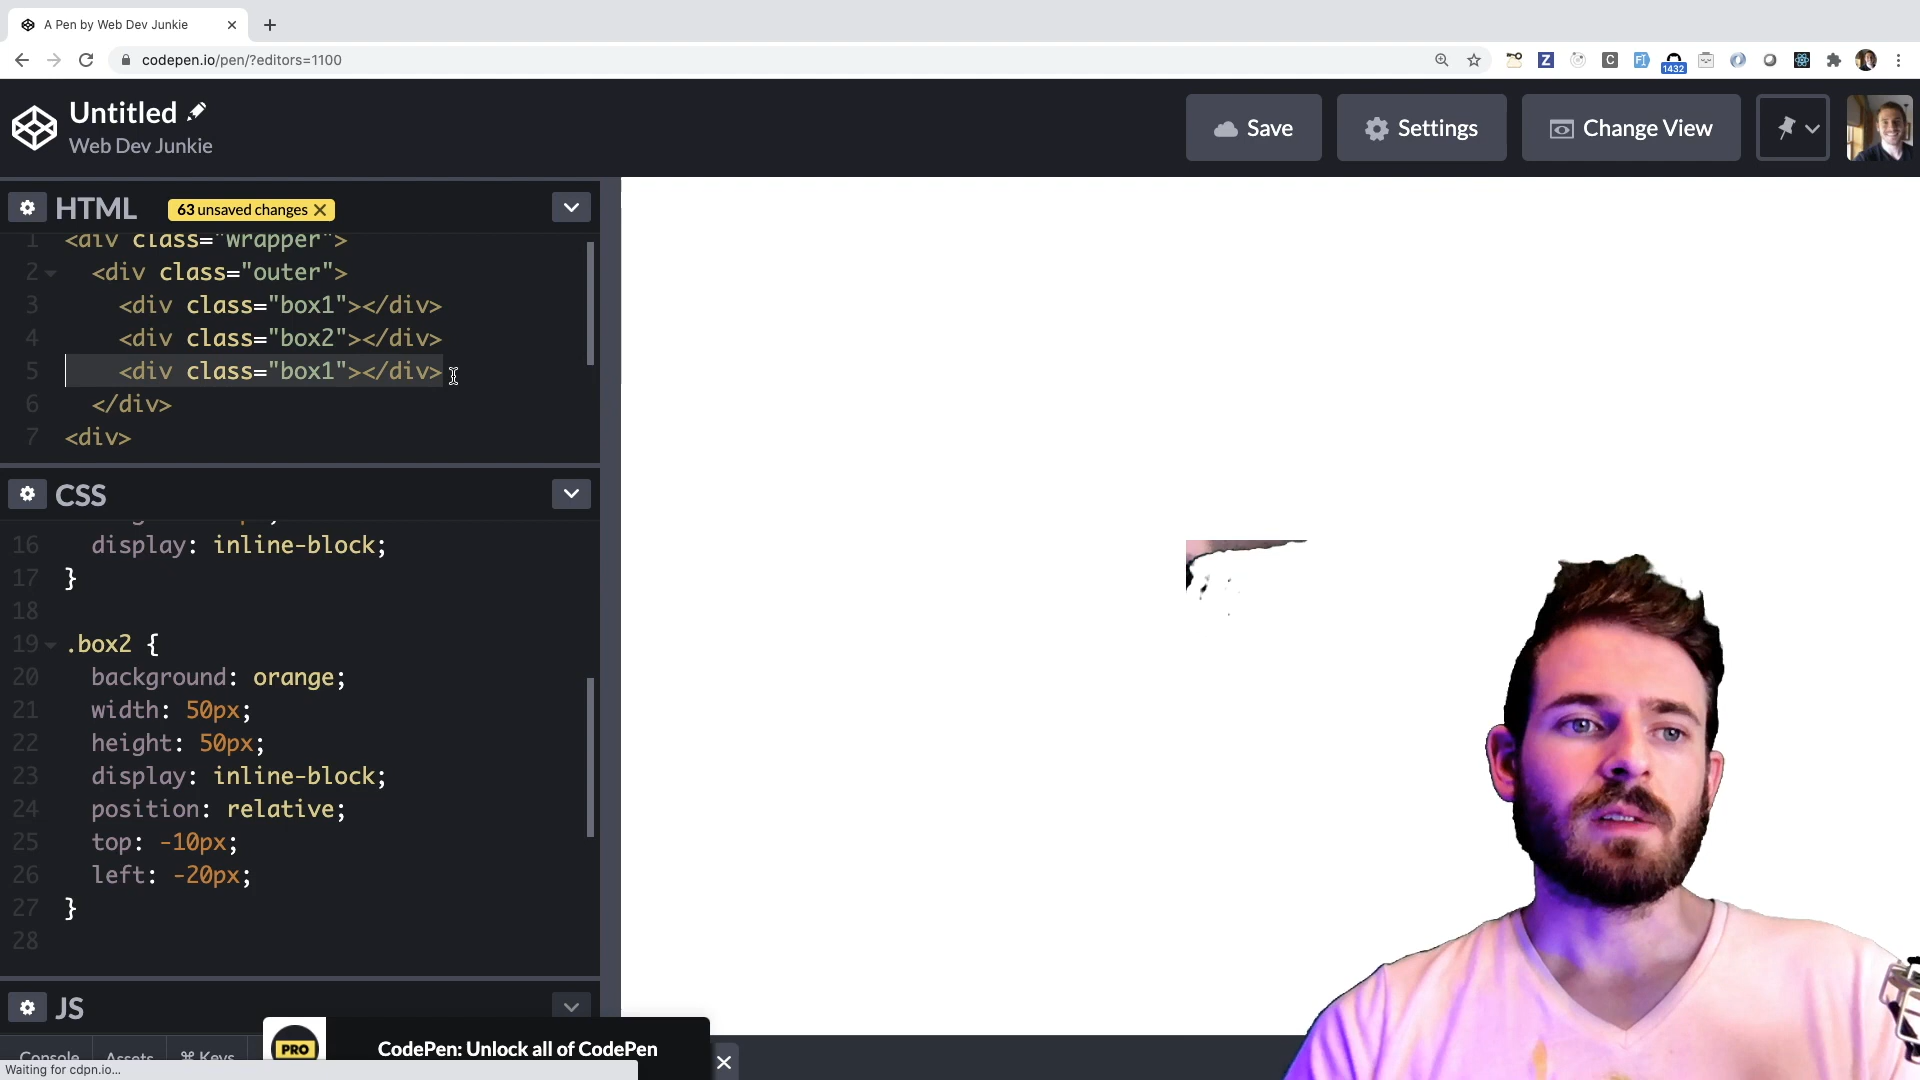 A Pen by Web Dev Junkie
codepen.io/pen/?editors=1100
Z
C
1432
Untitled
Web Dev Junkie
Save
Settings
Change View
HTML
63 unsaved changes
1 <div class="wrapper">
2 <div class="outer">
3 <div class="box1"></div>
4 <div class="box2"></div>
5 <div class="box1"></div>
6 </div>
7 <div>
CSS
16 display: inline-block;
17 }
18
19 .box2 {
20 background: orange;
21 width: 50px;
22 height: 50px;
23 display: inline-block;
24 position: relative;
25 top: -10px;
26 left: -20px;
27 }
28
JS
PRO
CodePen: Unlock all of CodePen
Console
Assets
⌘ Keys
Waiting for cdpn.io...